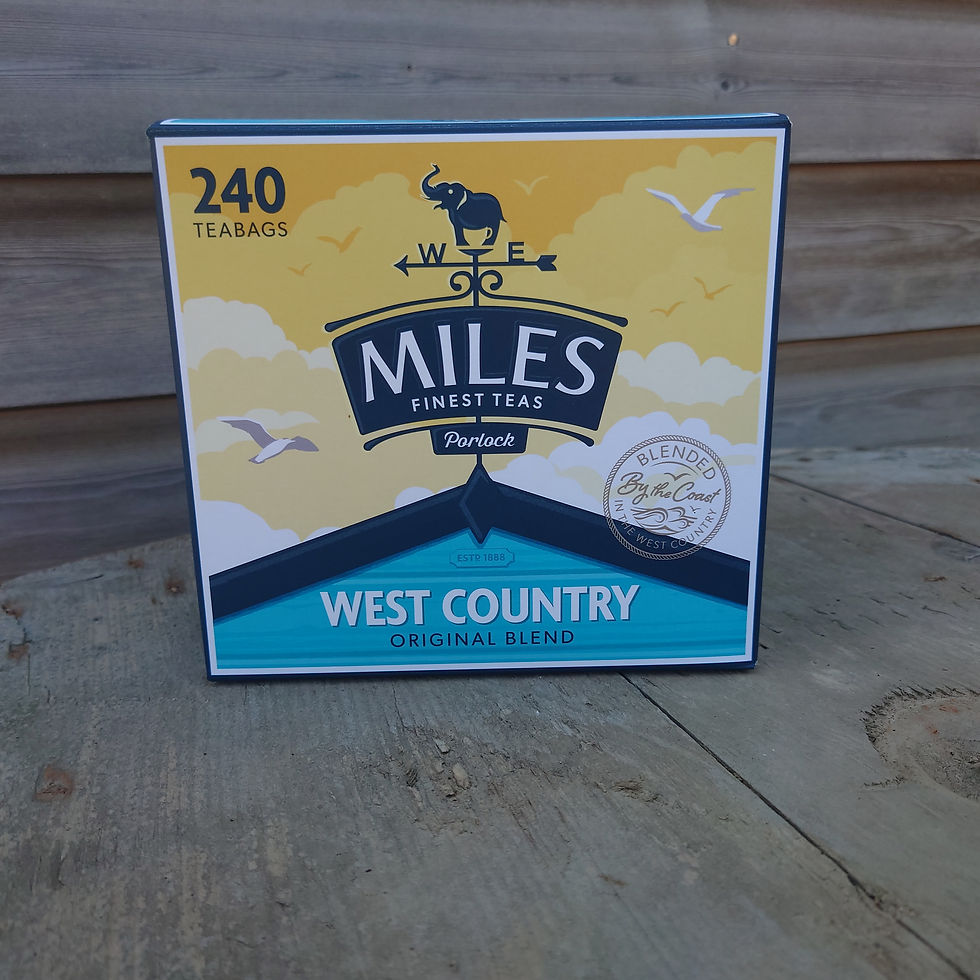 240
TEABAGS
W E
MILES
FINEST TEAS
Porlock
BLENDED
By the Coast
IN THE WEST COUNTRY
ESTD 1888
WEST COUNTRY
ORIGINAL BLEND